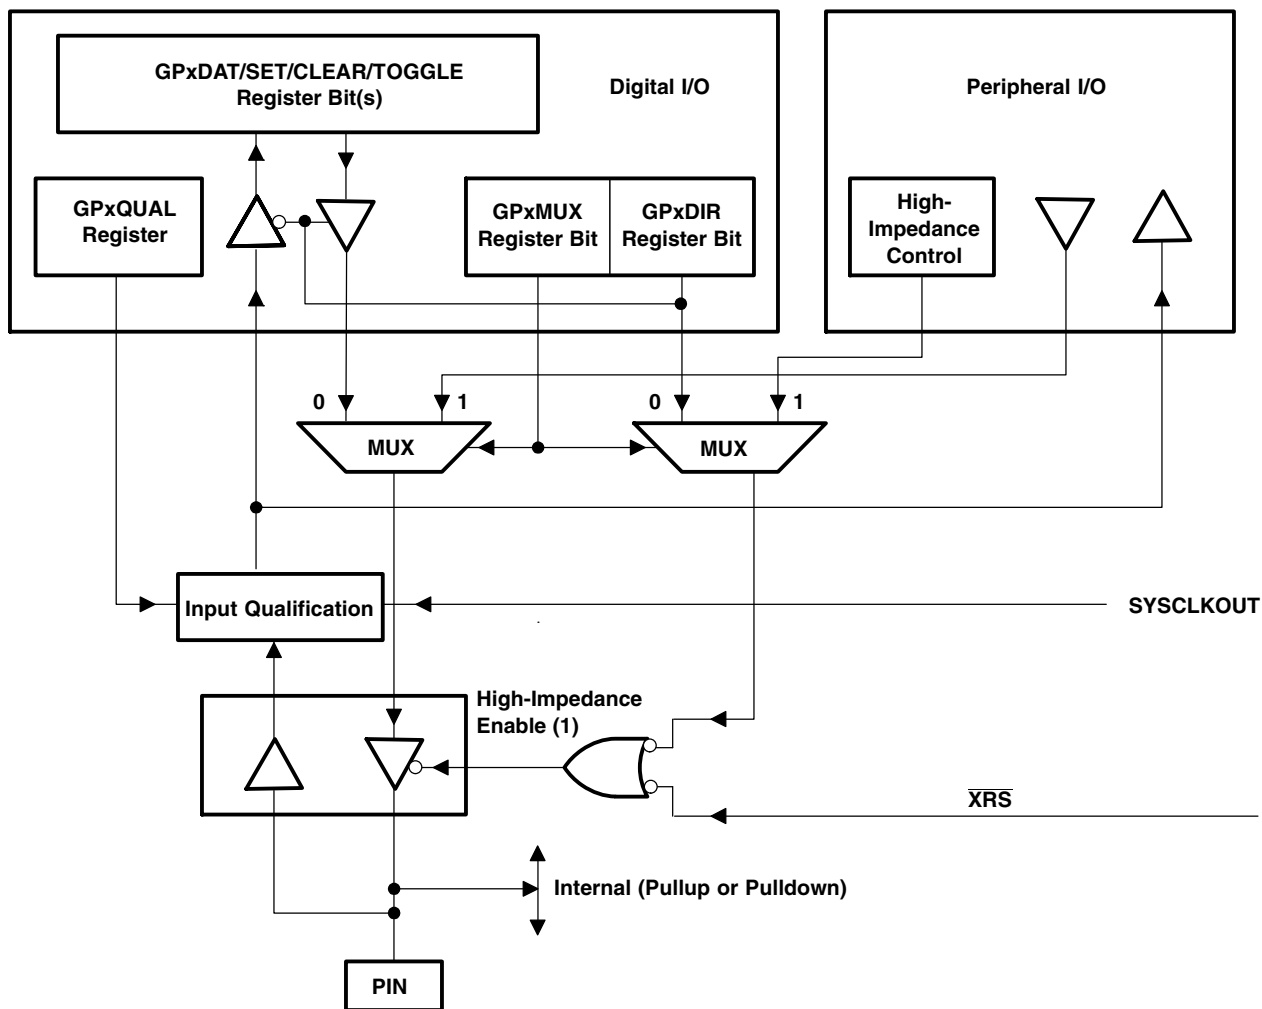 GPxDAT/SET/CLEAR/TOGGLE
Register Bit(s)
Digital I/O
Peripheral I/O
GPxQUAL
Register
GPxMUX
Register Bit
GPxDIR
Register Bit
High-
Impedance
Control
0
1
0
1
MUX
MUX
Input Qualification
SYSCLKOUT
High-Impedance
Enable (1)
XRS
Internal (Pullup or Pulldown)
PIN